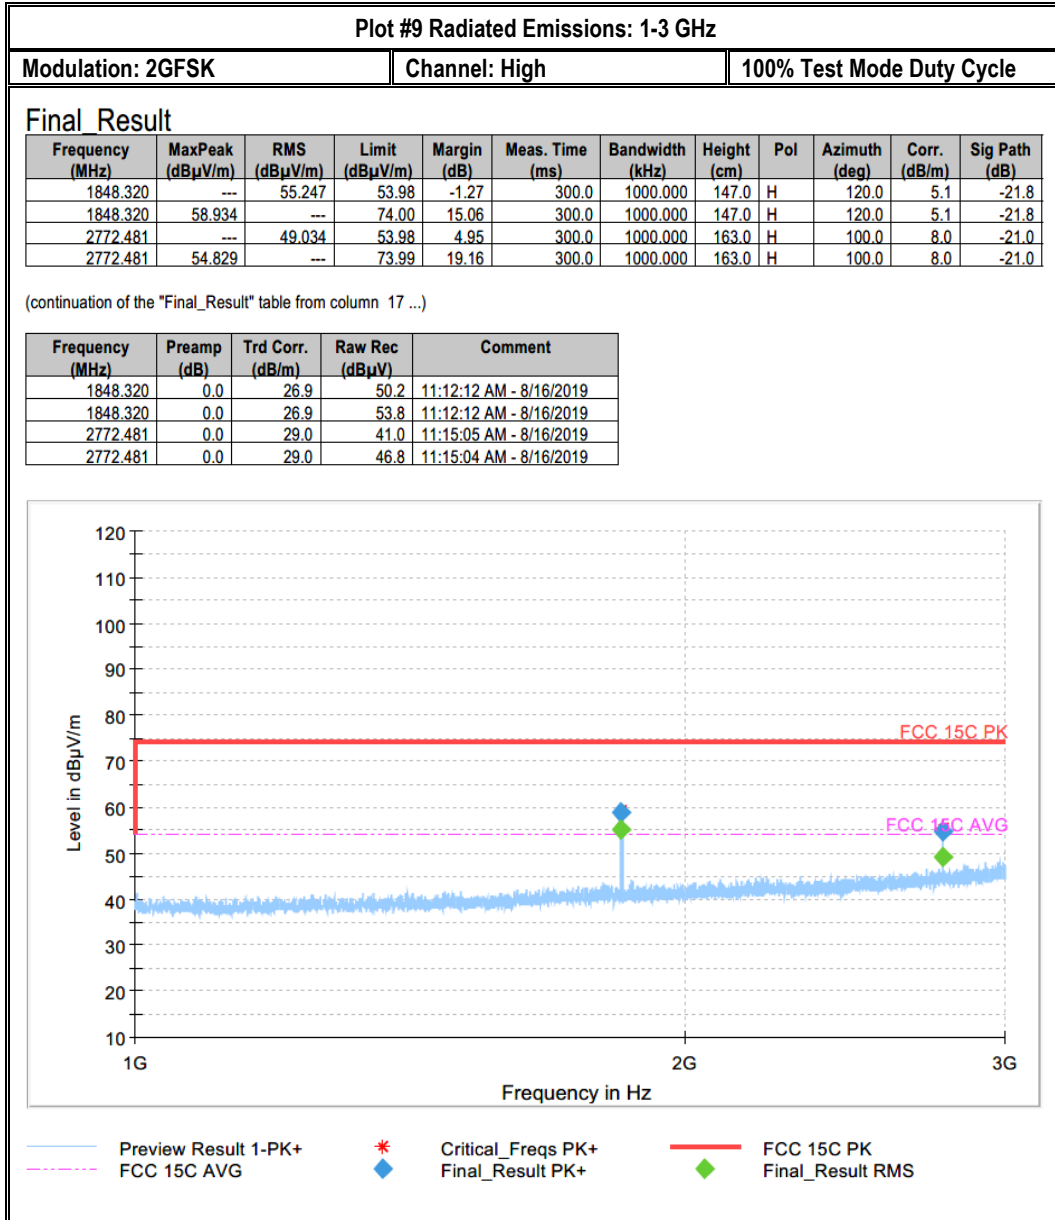 Plot #9 Radiated Emissions: 1-3 GHz
Modulation: 2GFSK Channel: High 100% Test Mode Duty Cycle
Final_Result
Frequency (MHz) MaxPeak (dBµV/m) RMS (dBµV/m) Limit (dBµV/m) Margin (dB) Meas. Time (ms) Bandwidth (kHz) Height (cm) Pol Azimuth (deg) Corr. (dB/m) Sig Path (dB)
1848.320 --- 55.247 53.98 -1.27 300.0 1000.000 147.0 H 120.0 5.1 -21.8
1848.320 58.934 --- 74.00 15.06 300.0 1000.000 147.0 H 120.0 5.1 -21.8
2772.481 --- 49.034 53.98 4.95 300.0 1000.000 163.0 H 100.0 8.0 -21.0
2772.481 54.829 --- 73.99 19.16 300.0 1000.000 163.0 H 100.0 8.0 -21.0
(continuation of the "Final_Result" table from column 17 ...)
Frequency (MHz) Preamp (dB) Trd Corr. (dB/m) Raw Rec (dBµV) Comment
1848.320 0.0 26.9 50.2 11:12:12 AM - 8/16/2019
1848.320 0.0 26.9 53.8 11:12:12 AM - 8/16/2019
2772.481 0.0 29.0 41.0 11:15:05 AM - 8/16/2019
2772.481 0.0 29.0 46.8 11:15:04 AM - 8/16/2019
120
110
100
90
80
70
60
50
40
30
20
10
Level in dBµV/m
FCC 15C PK
FCC 15C AVG
1G 2G 3G
Frequency in Hz
Preview Result 1-PK+ Critical_Freqs PK+ FCC 15C PK
FCC 15C AVG Final_Result PK+ Final_Result RMS